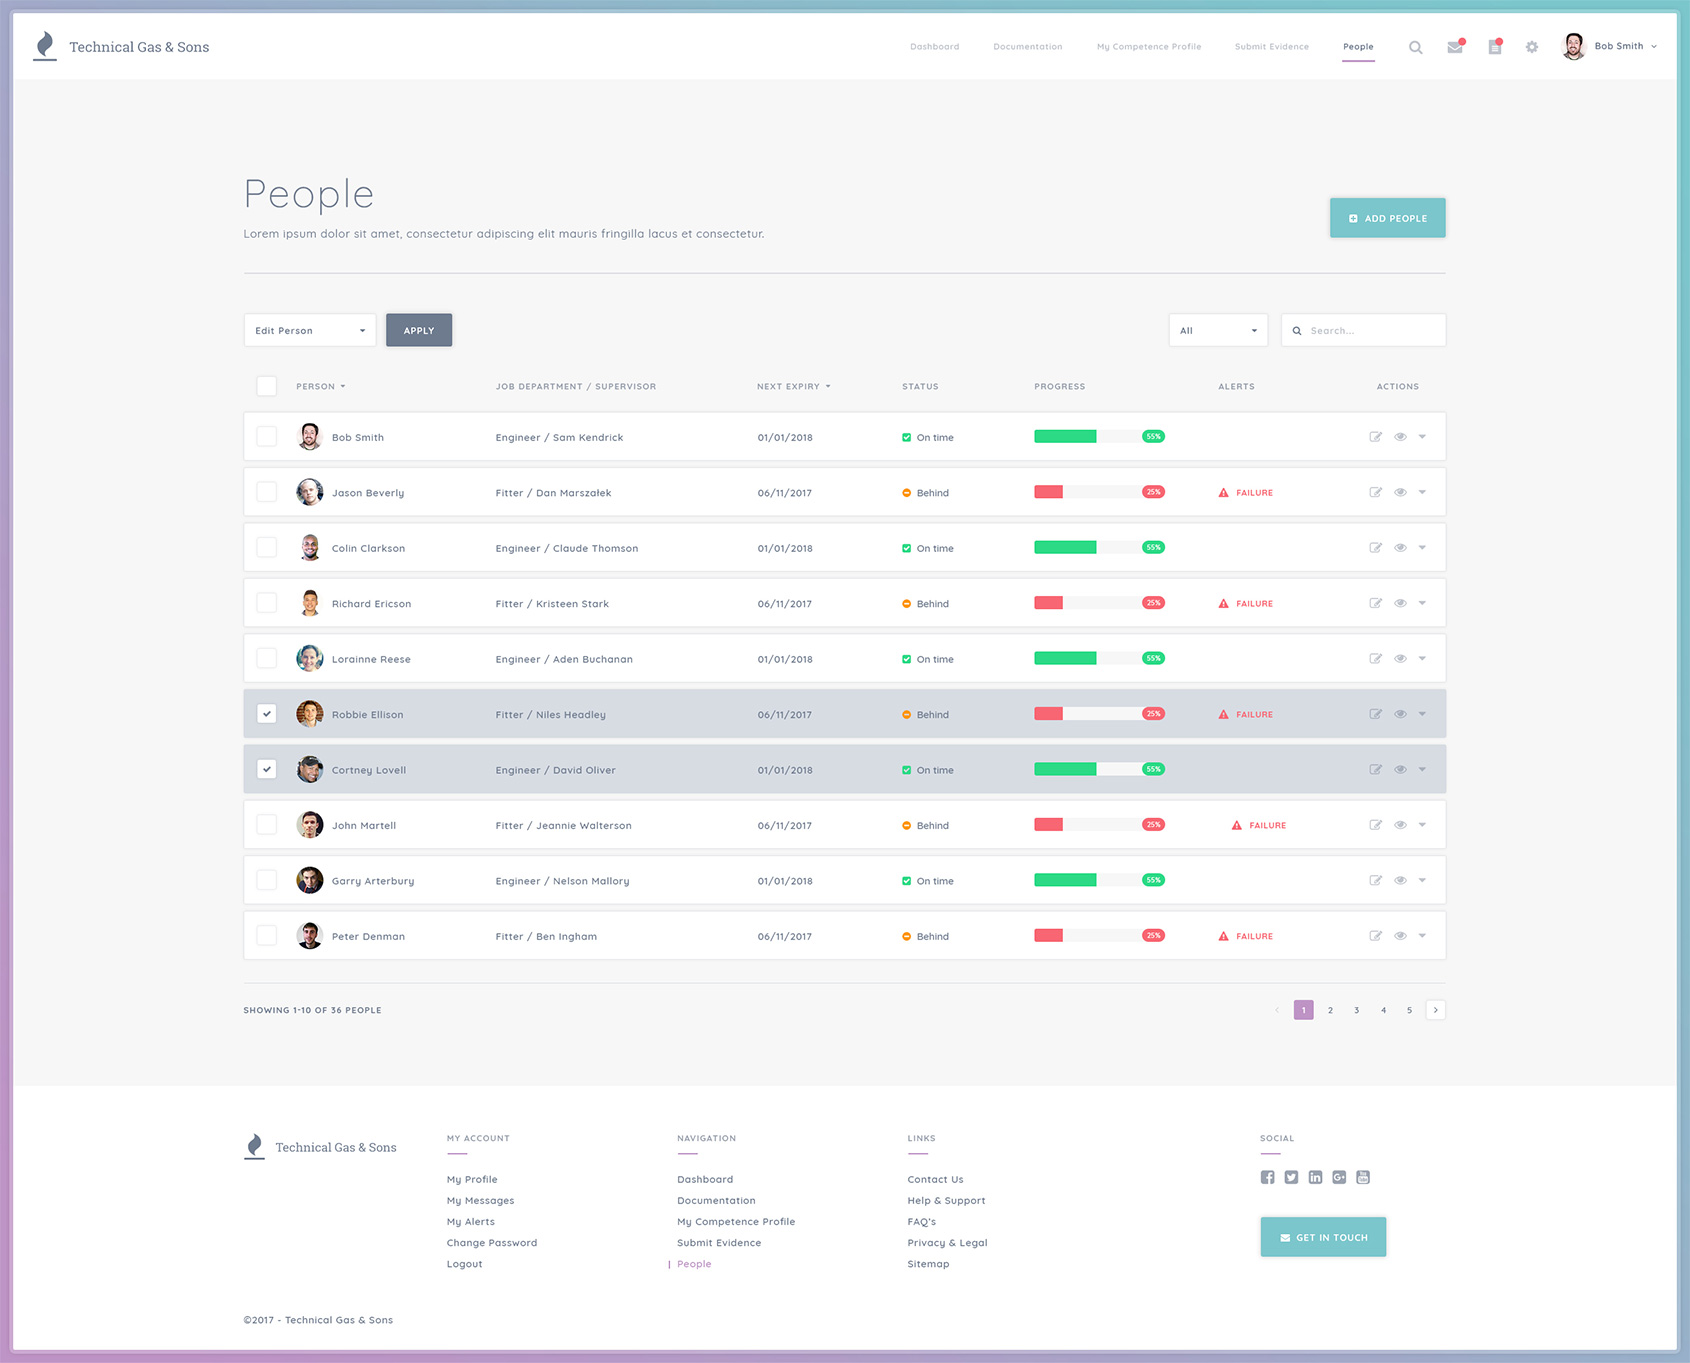 Technical Gas & Sons
Dashboard Documentation My Competence Profile Submit Evidence People Bob Smith
People
Lorem ipsum dolor sit amet, consectetur adipiscing elit mauris fringilla lacus et consectetur.
ADD PEOPLE
Edit Person APPLY All Search...
PERSON JOB DEPARTMENT / SUPERVISOR NEXT EXPIRY STATUS PROGRESS ALERTS ACTIONS
Bob Smith Engineer / Sam Kendrick 01/01/2018 On time 55%
Jason Beverly Fitter / Dan Marszałek 06/11/2017 Behind 25% FAILURE
Colin Clarkson Engineer / Claude Thomson 01/01/2018 On time 55%
Richard Ericson Fitter / Kristeen Stark 06/11/2017 Behind 25% FAILURE
Lorainne Reese Engineer / Aden Buchanan 01/01/2018 On time 55%
Robbie Ellison Fitter / Niles Headley 06/11/2017 Behind 25% FAILURE
Cortney Lovell Engineer / David Oliver 01/01/2018 On time 55%
John Martell Fitter / Jeannie Walterson 06/11/2017 Behind 25% FAILURE
Garry Arterbury Engineer / Nelson Mallory 01/01/2018 On time 55%
Peter Denman Fitter / Ben Ingham 06/11/2017 Behind 25% FAILURE
SHOWING 1-10 OF 36 PEOPLE < 1 2 3 4 5 >
Technical Gas & Sons
MY ACCOUNT
My Profile
My Messages
My Alerts
Change Password
Logout
NAVIGATION
Dashboard
Documentation
My Competence Profile
Submit Evidence
| People
LINKS
Contact Us
Help & Support
FAQ's
Privacy & Legal
Sitemap
SOCIAL
GET IN TOUCH
©2017 - Technical Gas & Sons